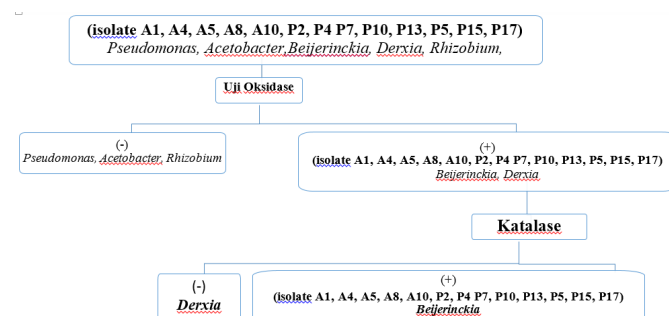 (isolate A1, A4, A5, A8, A10, P2, P4 P7, P10, P13, P5, P15, P17)
Pseudomonas, Acetobacter,Beijerinckia, Derxia, Rhizobium,
Uji Oksidase
(-)
Pseudomonas, Acetobacter, Rhizobium
(+)
(isolate A1, A4, A5, A8, A10, P2, P4 P7, P10, P13, P5, P15, P17)
Beijerinckia, Derxia
Katalase
(-)
Derxia
(+)
(isolate A1, A4, A5, A8, A10, P2, P4 P7, P10, P13, P5, P15, P17)
Beijerinckia